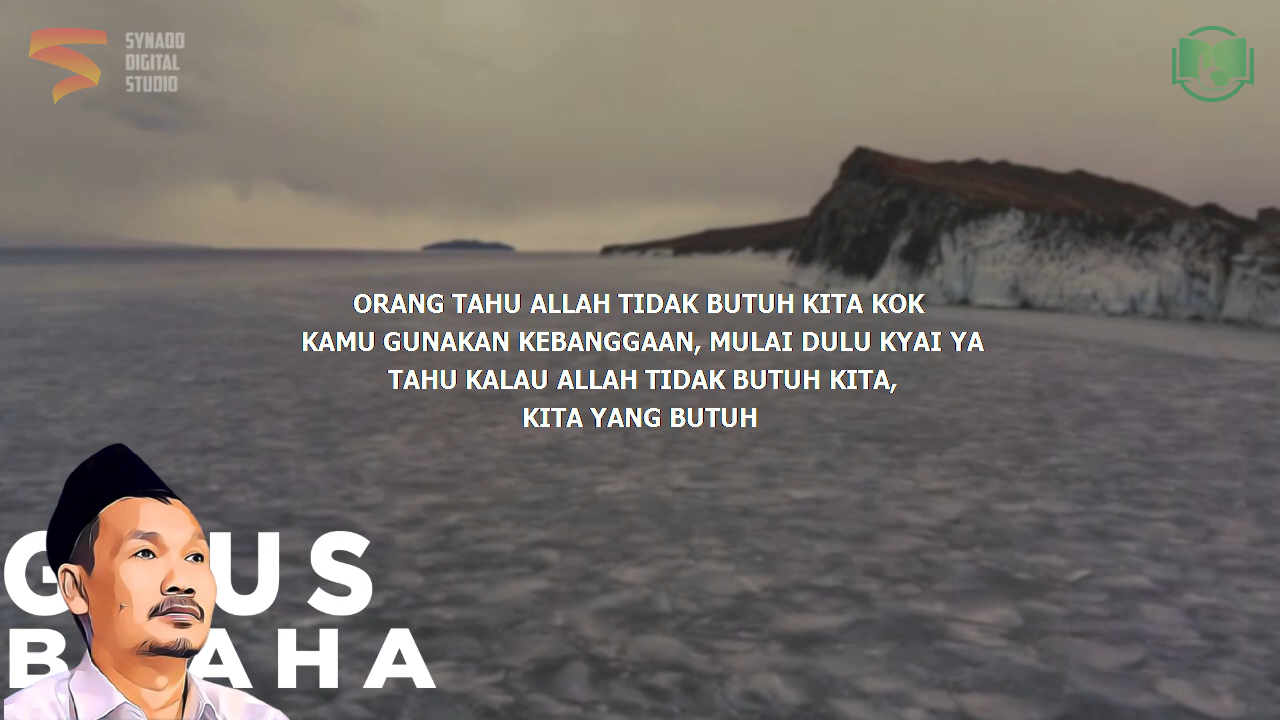 SYNADO
DIGITAL
STUDIO
ORANG TAHU ALLAH TIDAK BUTUH KITA KOK
KAMU GUNAKAN KEBANGGAAN, MULAI DULU KYAI YA
TAHU KALAU ALLAH TIDAK BUTUH KITA,
KITA YANG BUTUH